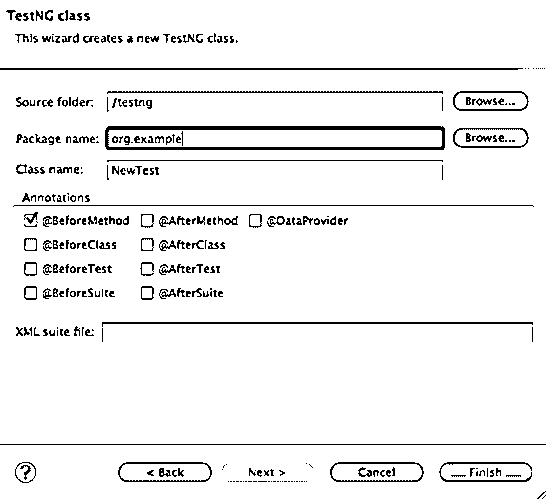 TestNG class
This wizard creates a new TestNG class.
Source folder: /testng Browse...
Package name: org.example Browse...
Class name: NewTest
Annotations
@BeforeMethod @AfterMethod @DataProvider
@BeforeClass @AfterClass
@BeforeTest @AfterTest
@BeforeSuite @AfterSuite
XML suite file:
? < Back Next > Cancel Finish